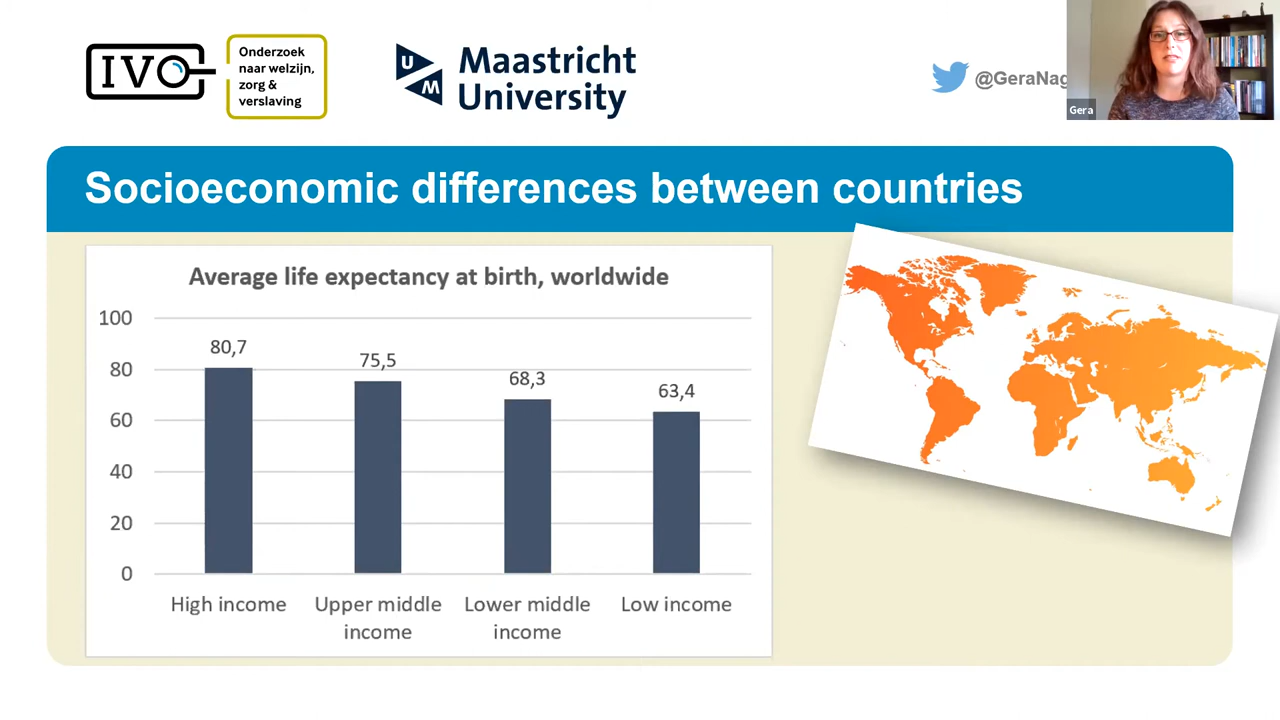 IVO
Onderzoek
naar welzijn,
zorg &
verslaving
UM
Maastricht
University
@GeraNag
Gera
Socioeconomic differences between countries
Average life expectancy at birth, worldwide
100
80
60
40
20
0
80,7
75,5
68,3
63,4
High income
Upper middle
income
Lower middle
income
Low income